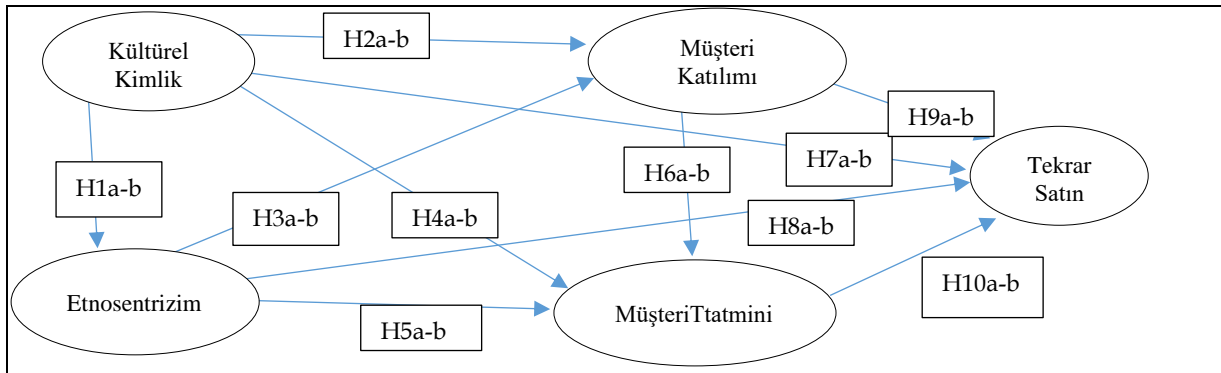 Kültürel
Kimlik
H2a-b
Müşteri
Katılımı
H9a-b
H7a-b
Tekrar
Satın
H1a-b
H3a-b
H4a-b
H6a-b
H8a-b
Etnosentrizim
H5a-b
MüşteriTtatmini
H10a-b